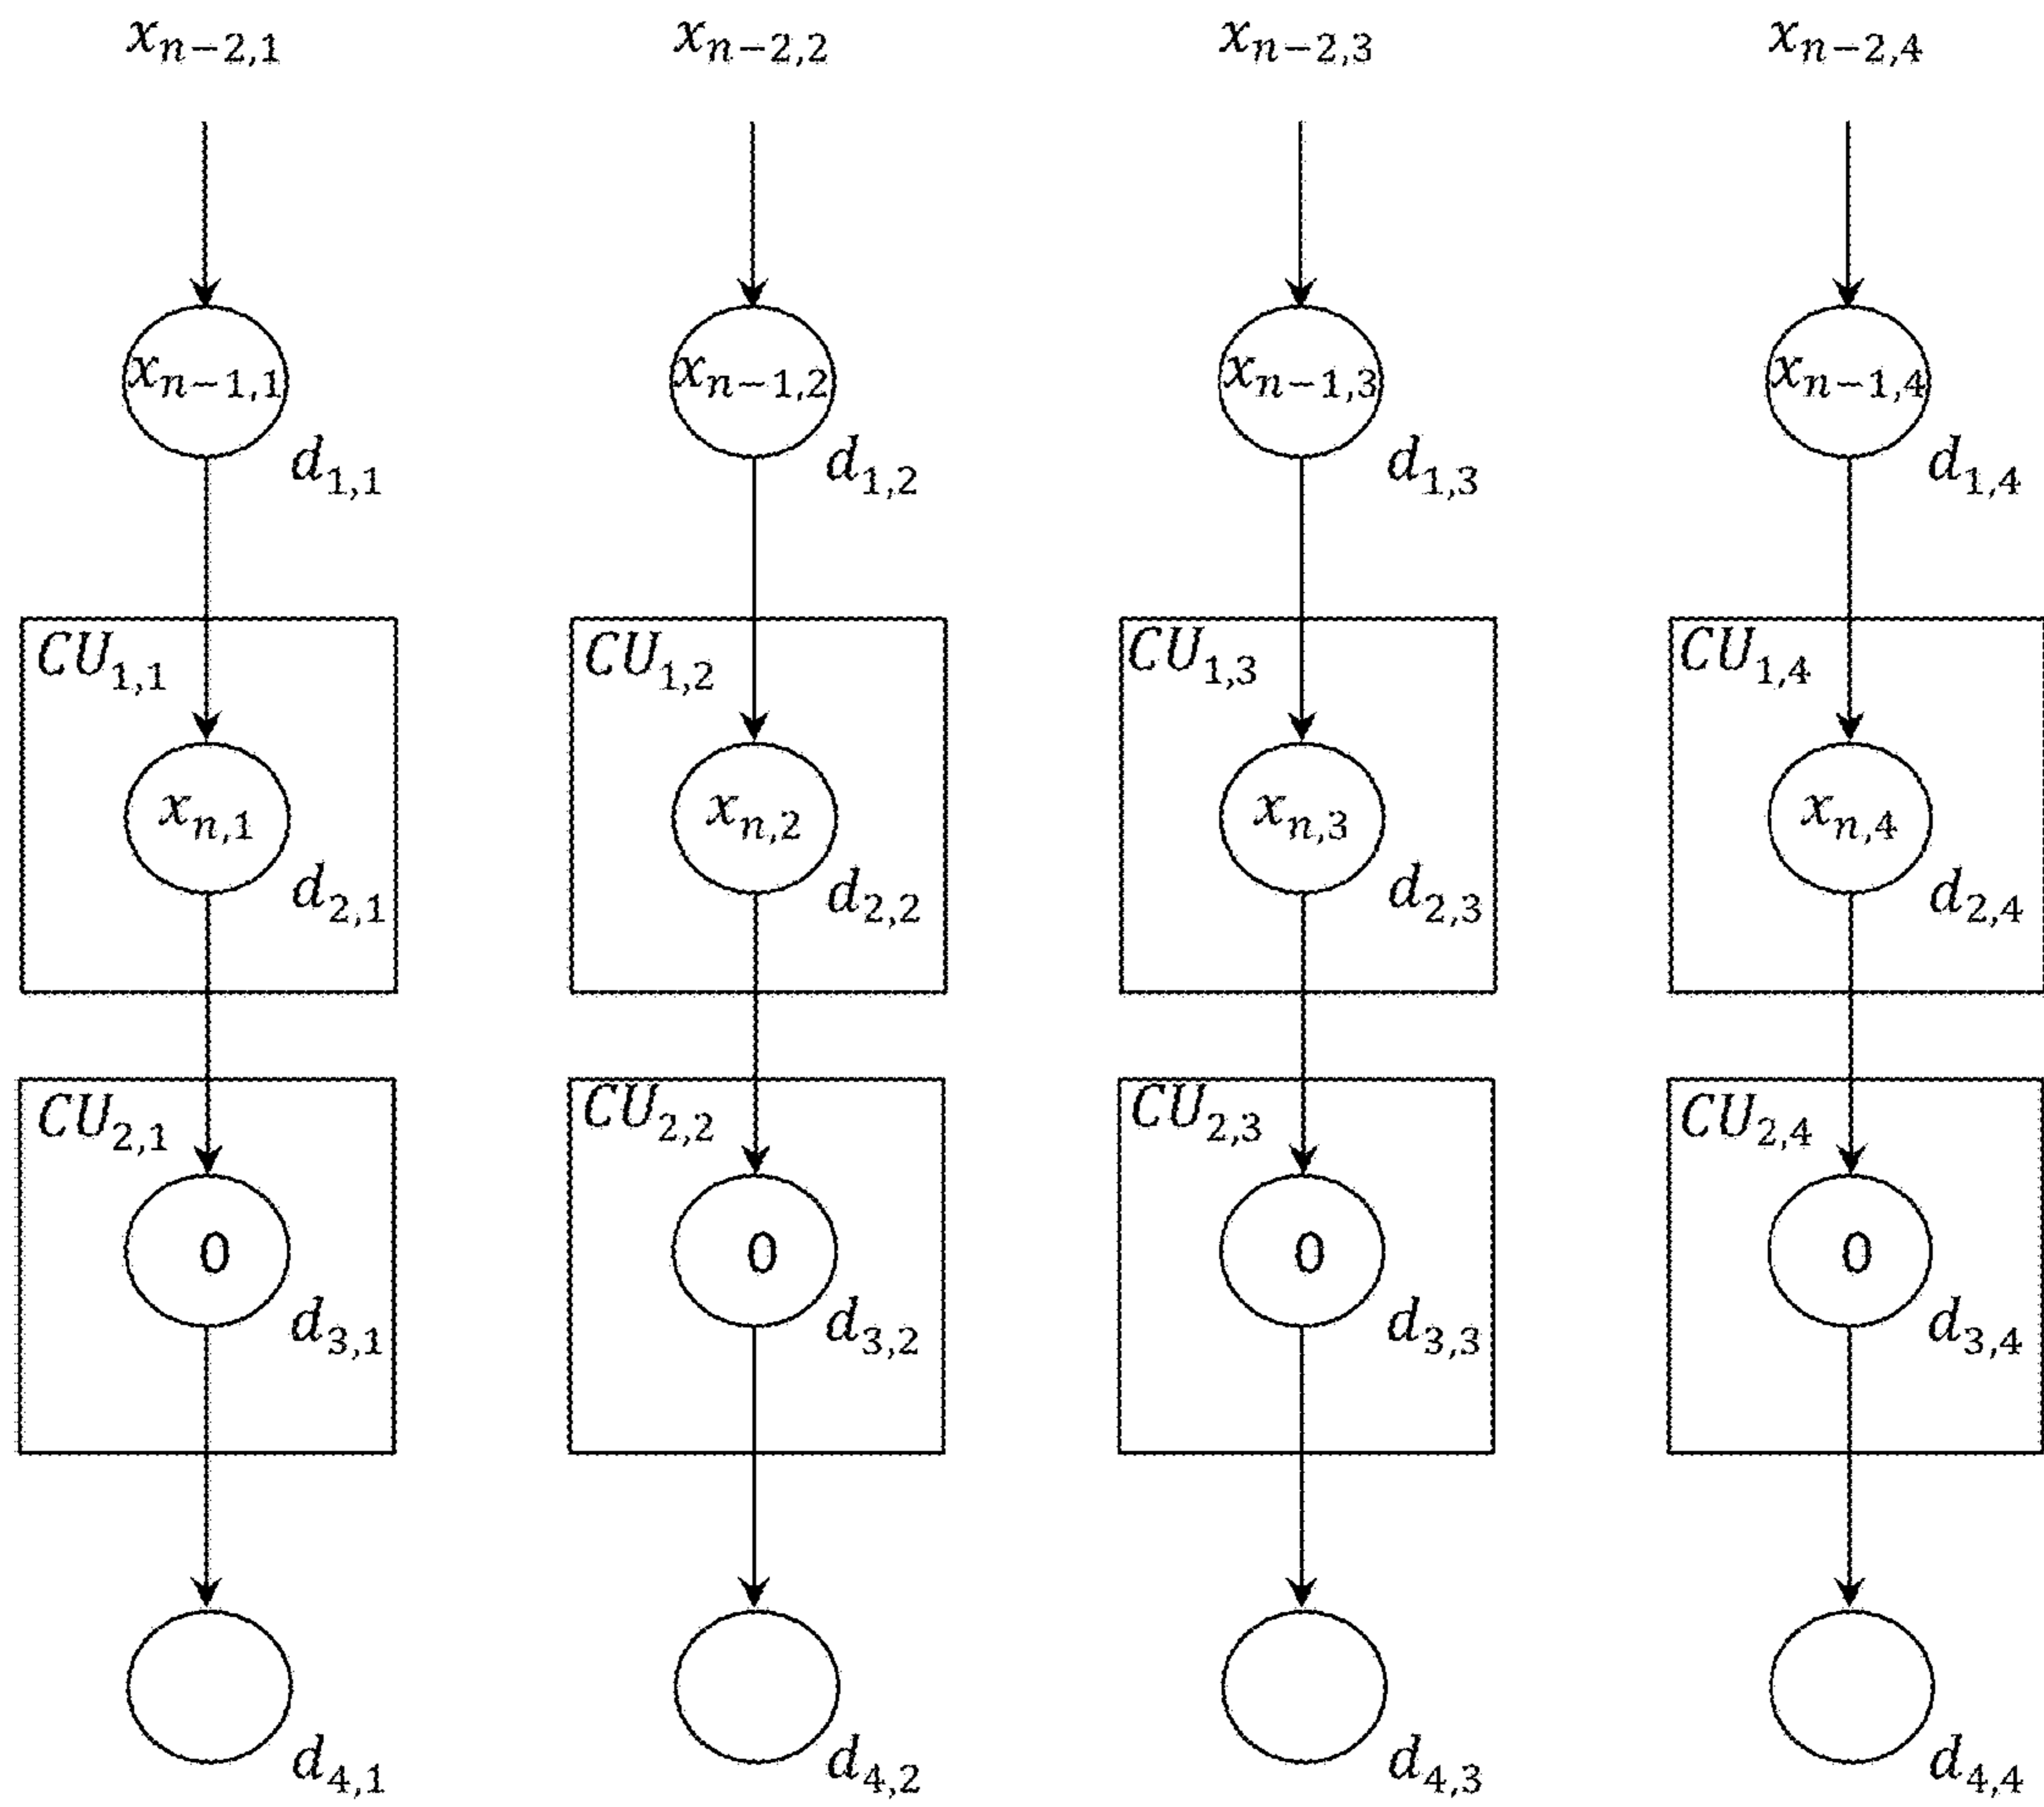 x_{n-2,1} x_{n-2,2} x_{n-2,3} x_{n-2,4}
x_{n-1,1} x_{n-1,2} x_{n-1,3} x_{n-1,4}
d_{1,1} d_{1,2} d_{1,3} d_{1,4}
CU_{1,1} CU_{1,2} CU_{1,3} CU_{1,4}
x_{n,1} x_{n,2} x_{n,3} x_{n,4}
d_{2,1} d_{2,2} d_{2,3} d_{2,4}
CU_{2,1} CU_{2,2} CU_{2,3} CU_{2,4}
0 0 0 0
d_{3,1} d_{3,2} d_{3,3} d_{3,4}
d_{4,1} d_{4,2} d_{4,3} d_{4,4}